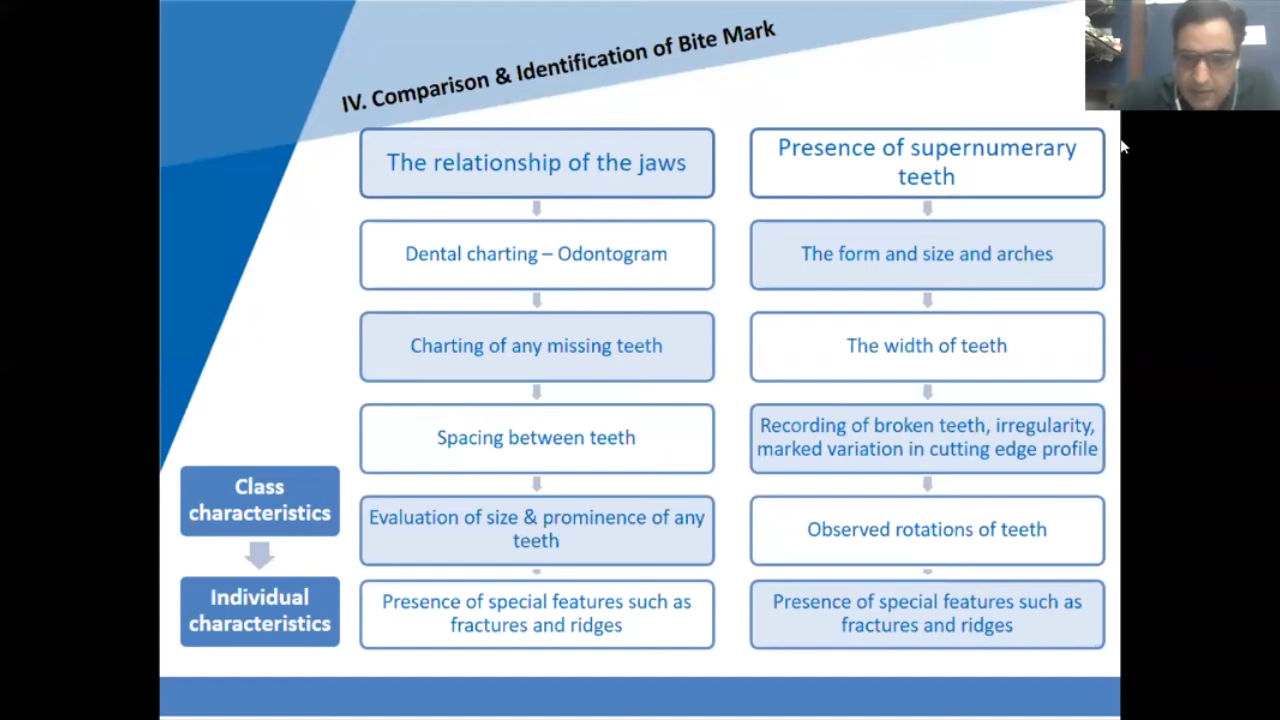 IV. Comparison & Identification of Bite Mark
The relationship of the jaws
Dental charting – Odontogram
Charting of any missing teeth
Spacing between teeth
Evaluation of size & prominence of any
teeth
Presence of special features such as
fractures and ridges
Presence of supernumerary
teeth
The form and size and arches
The width of teeth
Recording of broken teeth, irregularity,
marked variation in cutting edge profile
Observed rotations of teeth
Presence of special features such as
fractures and ridges
Class
characteristics
Individual
characteristics